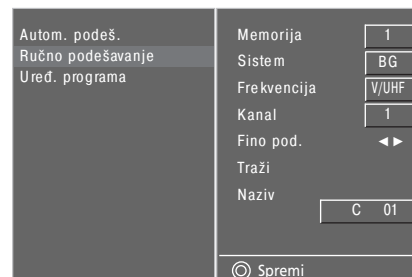 Autom. podeš.
Ručno podešavanje
Uređ. programa
Memorija 1
Sistem BG
Frekvencija V/UHF
Kanal 1
Fino pod. ◄►
Traži
Naziv
C 01
Spremi